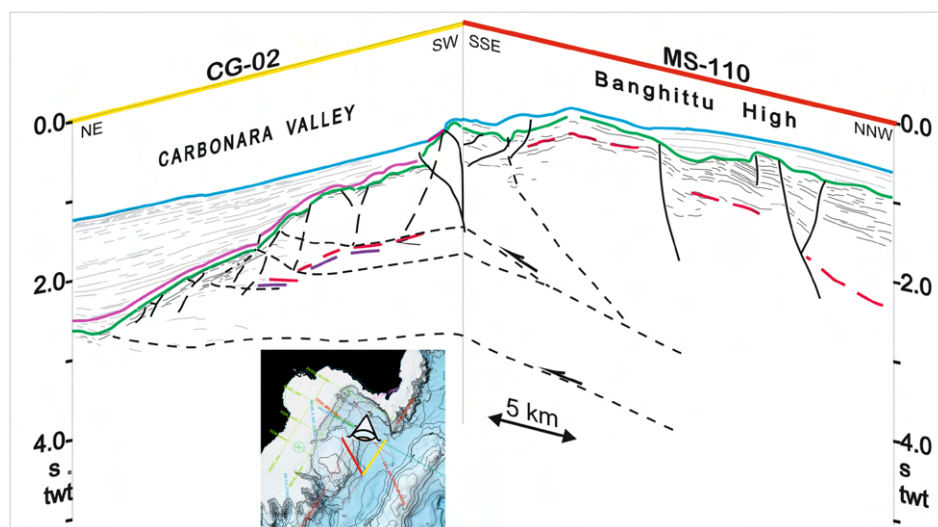 CG-02
SW
SSE
MS-110
Banghittu High
NE
NNW
CARBONARA VALLEY
0.0
0.0
2.0
2.0
5 km
4.0
4.0
s
s
twt
twt